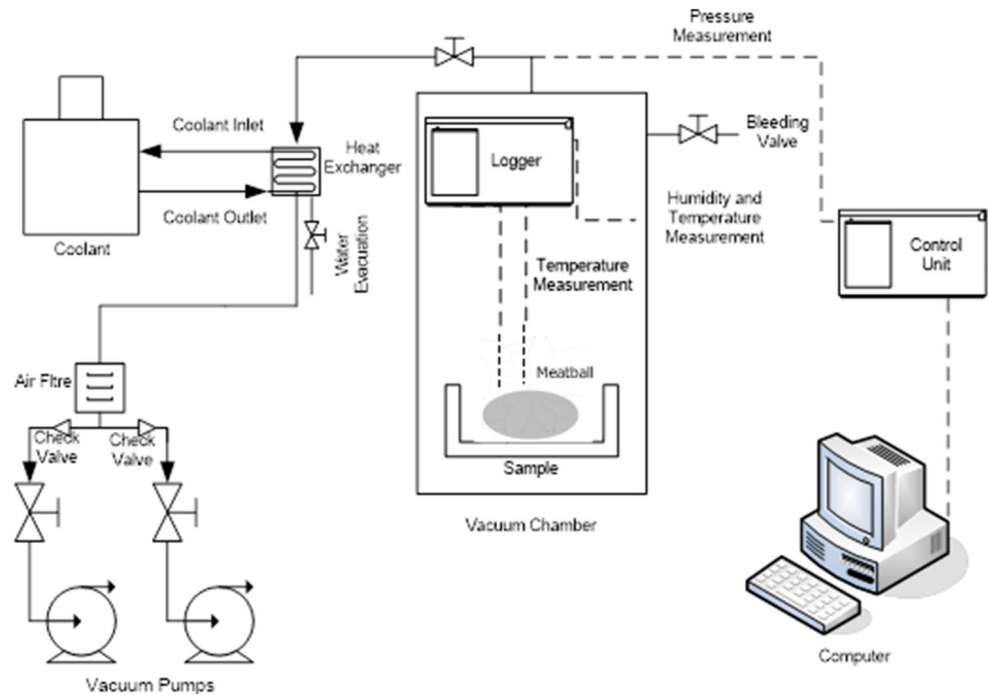 Pressure
Measurement
Coolant Inlet
Heat
Exchanger
Bleeding
Valve
Logger
Coolant Outlet
Coolant
Water
Evacuation
Humidity and
Temperature
Measurement
Control
Unit
Temperature
Measurement
Air Fltre
Meatball
Check
Valve
Check
Valve
Sample
Vacuum Chamber
Computer
Vacuum Pumps